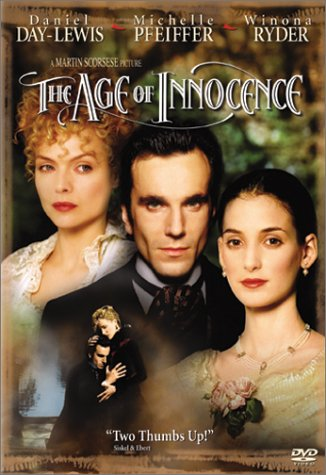 Daniel Michelle Winona
DAY-LEWIS PFEIFFER RYDER
A MARTIN SCORSESE PICTURE
THE AGE OF INNOCENCE
"Two Thumbs Up!"
Siskel & Ebert
DVD
VIDEO